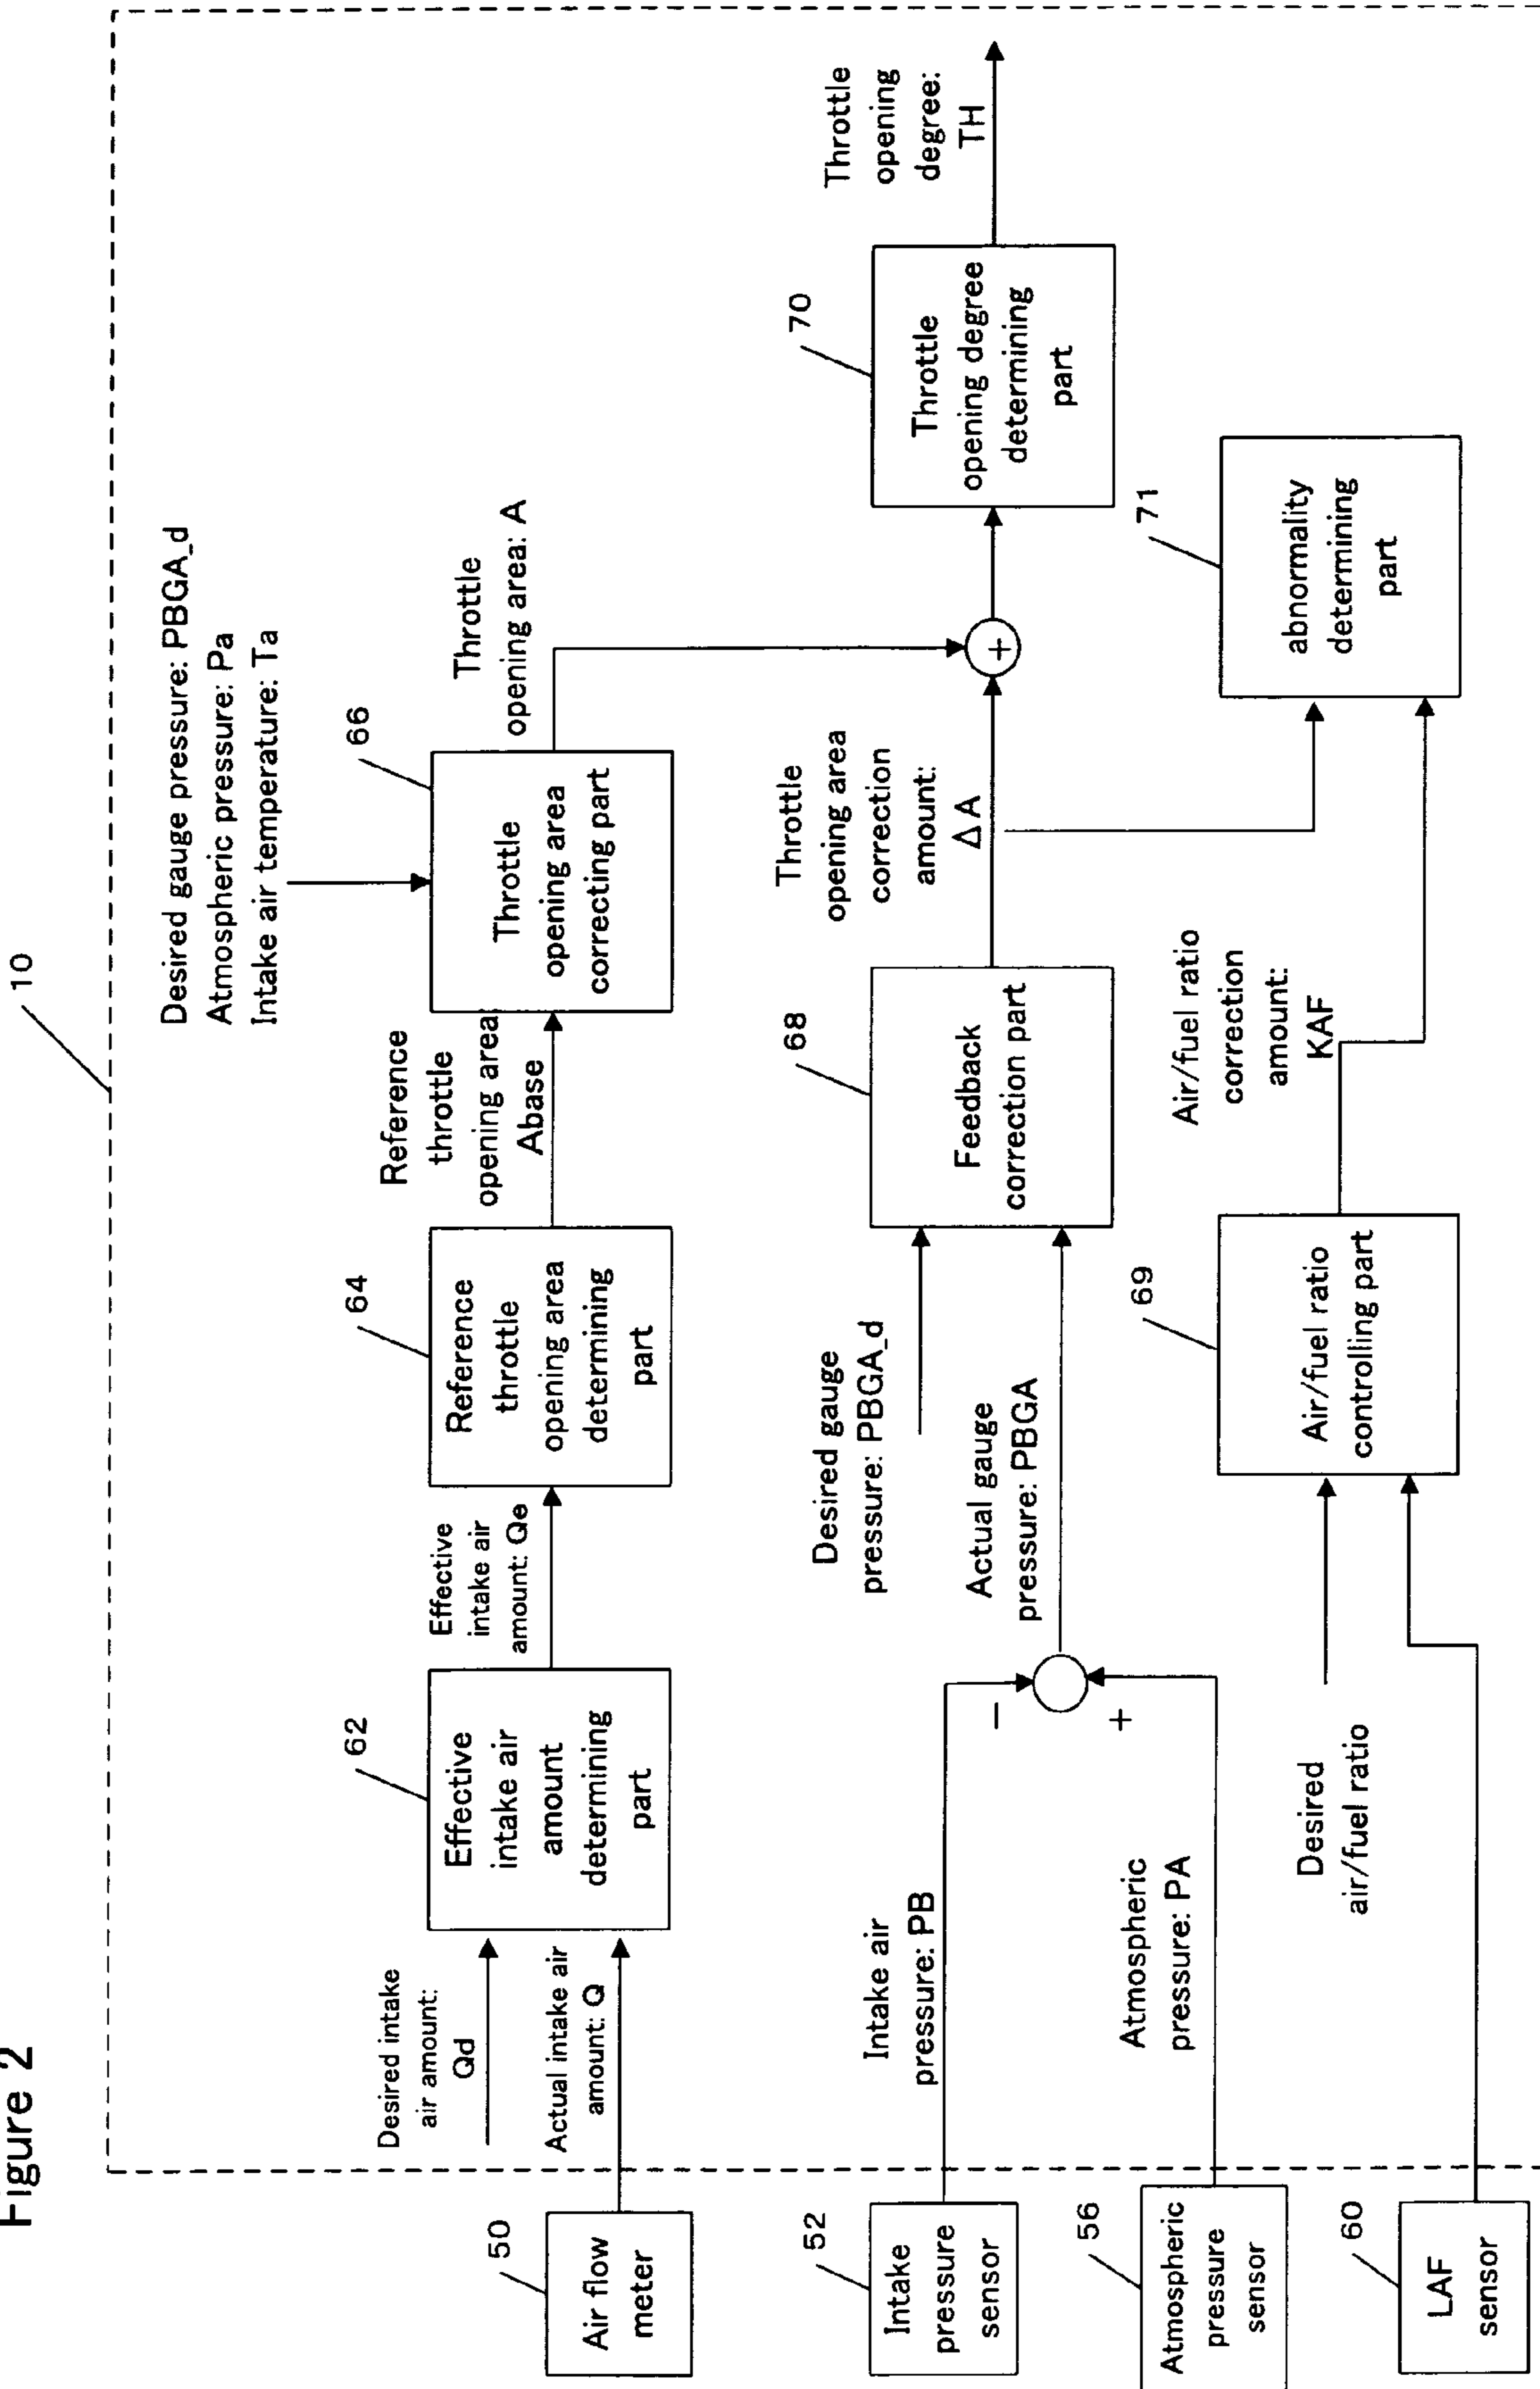 Figure 2
10
50
Air flow
meter
Desired intake
air amount:
Qd
Actual intake air
amount: Q
62
Effective
intake air
amount
determining
part
Effective
intake air
amount: Qe
64
Reference
throttle
opening area
determining
part
Reference
throttle
opening area
Abase
Desired gauge pressure: PBGA_d
Atmospheric pressure: Pa
Intake air temperature: Ta
66
Throttle
opening area
correcting part
Throttle
opening area: A
52
Intake
pressure
sensor
Intake air
pressure: PB
56
Atmospheric
pressure
sensor
Atmospheric
pressure: PA
−
+
Desired gauge
pressure: PBGA_d
Actual gauge
pressure: PBGA
68
Feedback
correction part
Throttle
opening area
correction
amount:
ΔA
+
70
Throttle
opening degree
determining
part
Throttle
opening
degree:
TH
60
LAF
sensor
Desired
air/fuel ratio
69
Air/fuel ratio
controlling part
Air/fuel ratio
correction
amount:
KAF
71
abnormality
determining
part